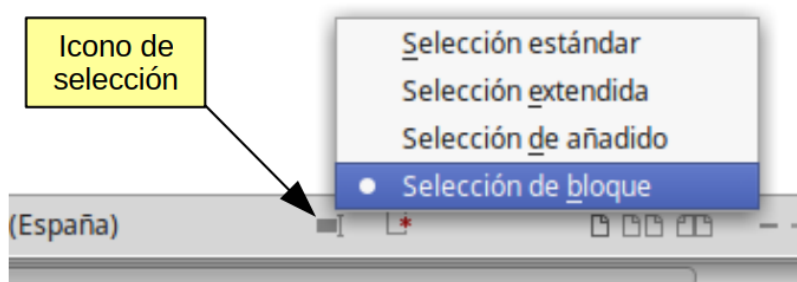 Icono de
selección
Selección estándar
Selección extendida
Selección de añadido
Selección de bloque
(España)